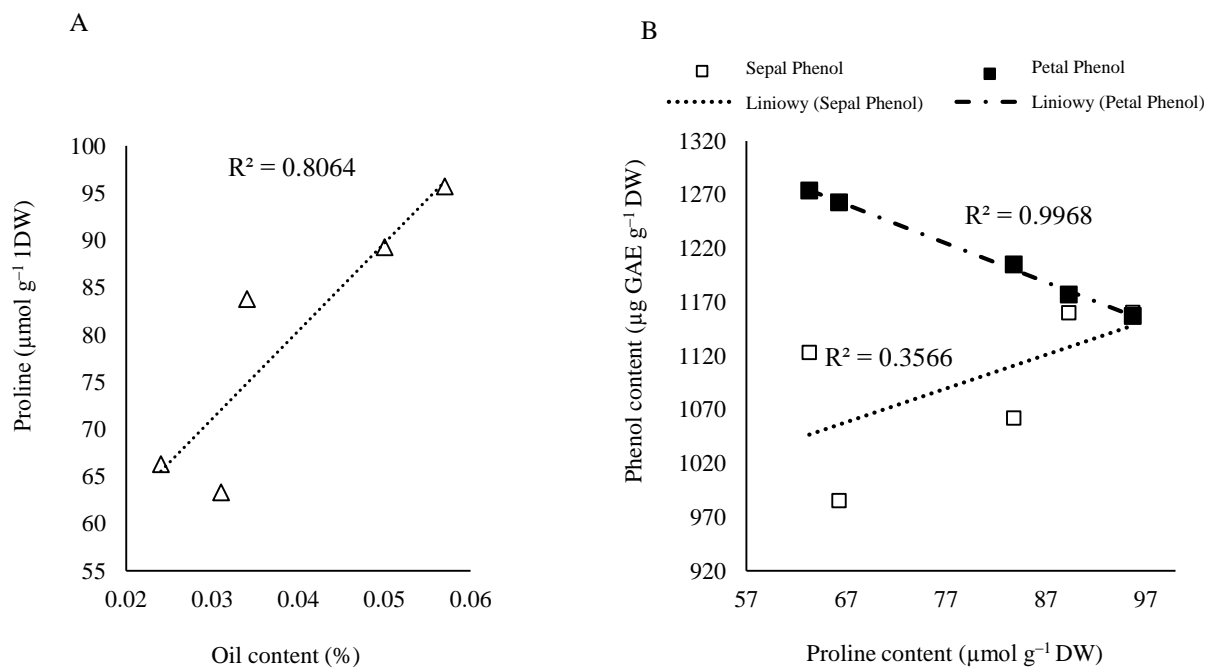 A
R² = 0.8064
Proline (µmol g⁻¹ 1DW)
100
95
90
85
80
75
70
65
60
55
0.02 0.03 0.04 0.05 0.06
Oil content (%)
B
Sepal Phenol Petal Phenol
Liniowy (Sepal Phenol) Liniowy (Petal Phenol)
R² = 0.9968
R² = 0.3566
Phenol content (µg GAE g⁻¹ DW)
1320
1270
1220
1170
1120
1070
1020
970
920
57 67 77 87 97
Proline content (µmol g⁻¹ DW)